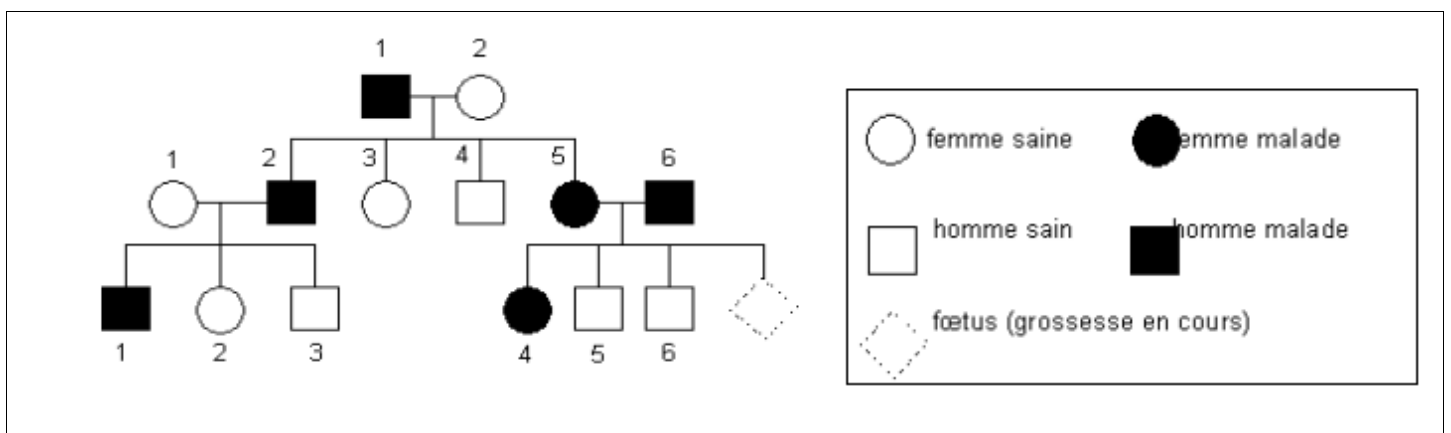 1 2
1 2 3 4 5 6
1 2 3 4 5 6
femme saine
emme malade
homme sain
homme malade
fœtus (grossesse en cours)